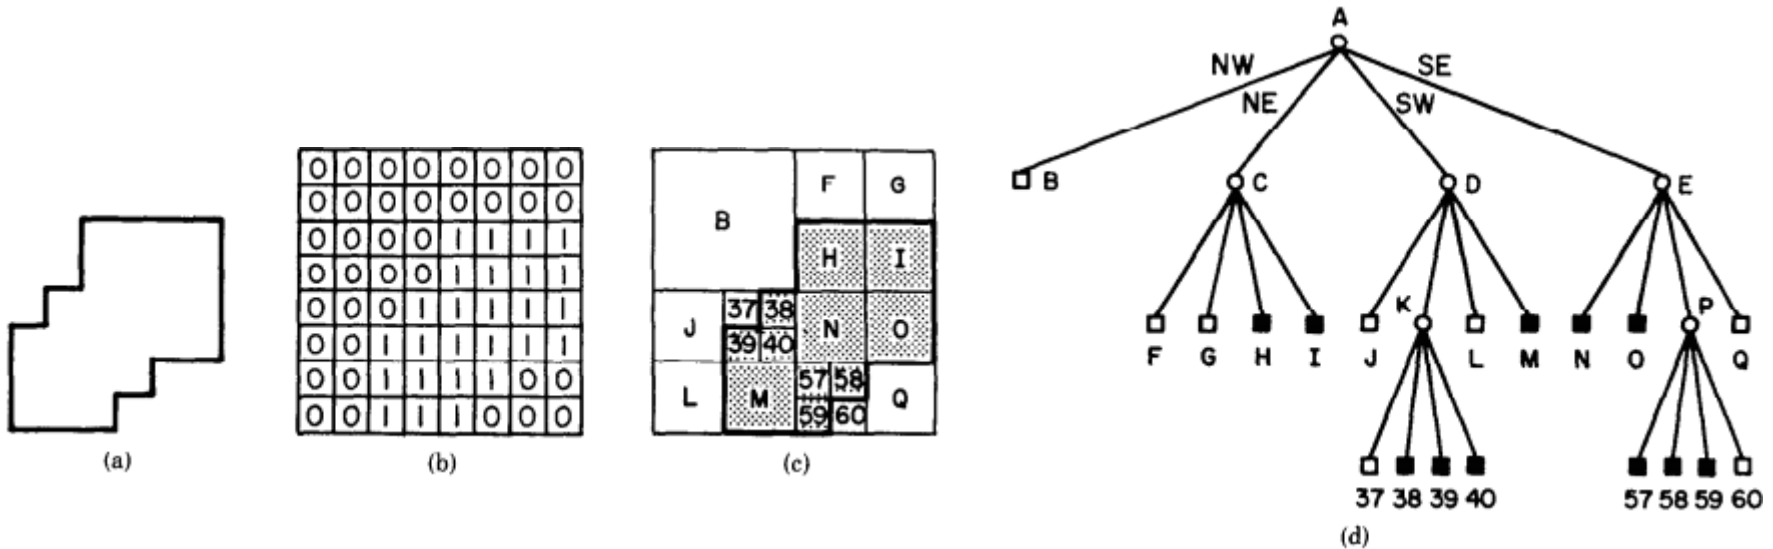 0 0 0 0 0 0 0 0
0 0 0 0 0 0 0 0
0 0 0 0 1 1 1 1
0 0 0 0 1 1 1 1
0 0 0 1 1 1 1 1
0 0 1 1 1 1 1 1
0 0 1 1 1 1 0 0
0 0 1 1 1 0 0 0
F G
B
H I
37 38
J N O
39 40
57 58
L M Q
59 60
A
NW SE
NE SW
B C D E
K P
F G H I J L M N O Q
37 38 39 40 57 58 59 60
(a) (b) (c)
(d)